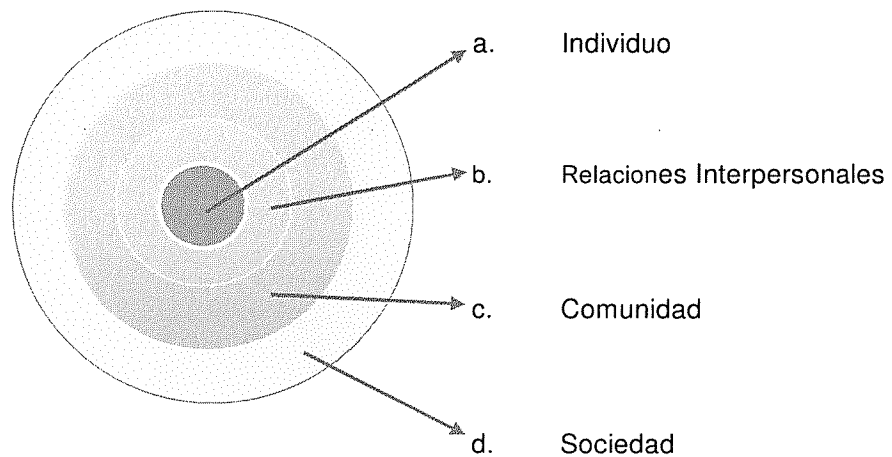 a. Individuo
b. Relaciones Interpersonales
c. Comunidad
d. Sociedad